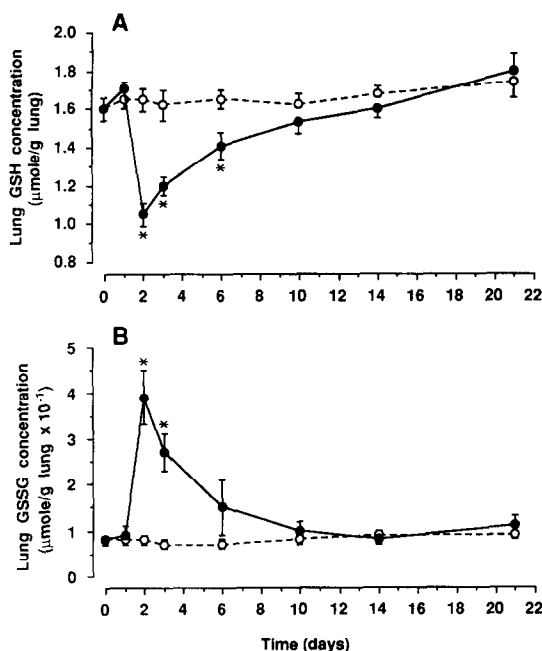 A
Lung GSH concentration
(μmole/g lung)
2.0
1.8
1.6
1.4
1.2
1.0
0.8
*
*
*
0 2 4 6 8 10 12 14 16 18 20 22
B
Lung GSSG concentration
(μmole/g lung x 10⁻¹)
5
4
3
2
1
0
*
*
0 2 4 6 8 10 12 14 16 18 20 22
Time (days)